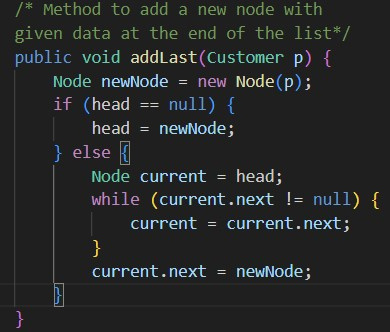 /* Method to add a new node with
given data at the end of the list*/
public void addLast(Customer p) {
Node newNode = new Node(p);
if (head == null) {
head = newNode;
} else {
Node current = head;
while (current.next != null) {
current = current.next;
}
current.next = newNode;
}
}